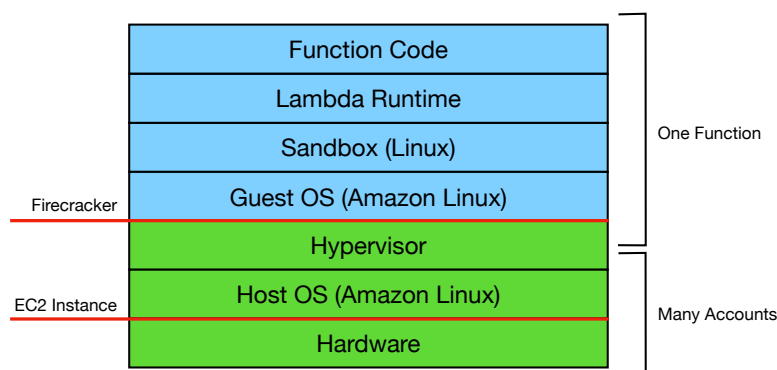 Function Code
Lambda Runtime
One Function
Sandbox (Linux)
Guest OS (Amazon Linux)
Firecracker
Hypervisor
Host OS (Amazon Linux)
EC2 Instance
Many Accounts
Hardware